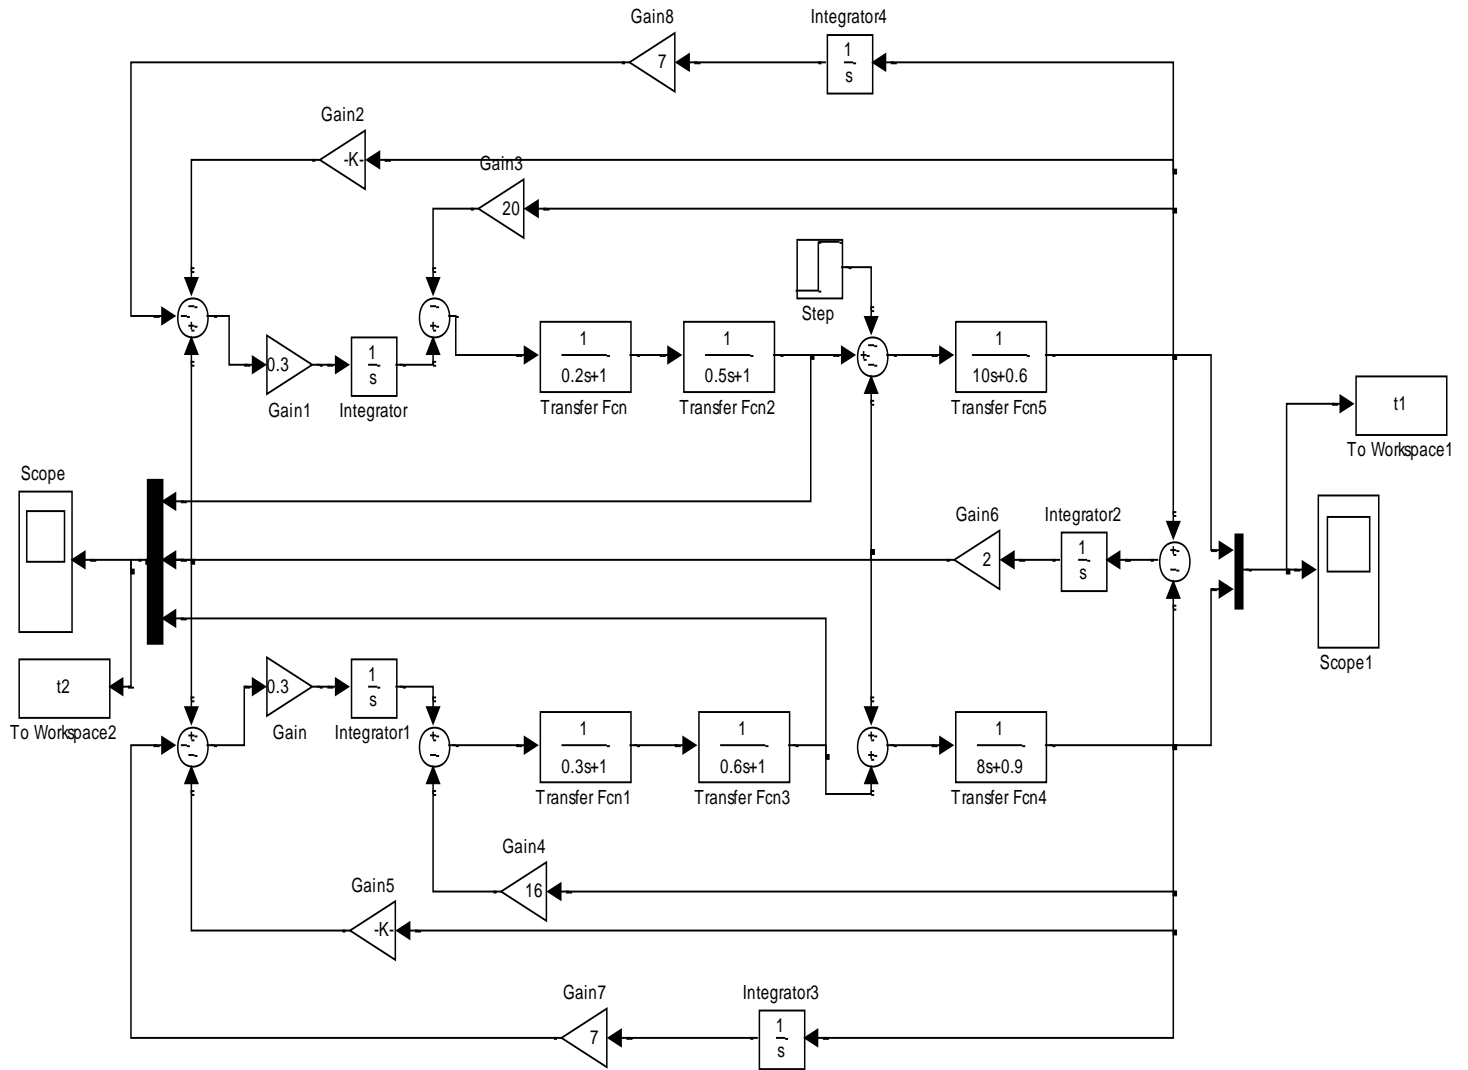 Gain8
Integrator4
7
1
s
Gain2
-K-
Gain3
20
Step
0.3
Gain1
1
s
Integrator
1
0.2s+1
Transfer Fcn
1
0.5s+1
Transfer Fcn2
1
10s+0.6
Transfer Fcn5
t1
To Workspace1
Scope
Gain6
2
Integrator2
1
s
Scope1
t2
To Workspace2
0.3
Gain
1
s
Integrator1
1
0.3s+1
Transfer Fcn1
1
0.6s+1
Transfer Fcn3
1
8s+0.9
Transfer Fcn4
Gain4
16
Gain5
-K-
Gain7
7
Integrator3
1
s